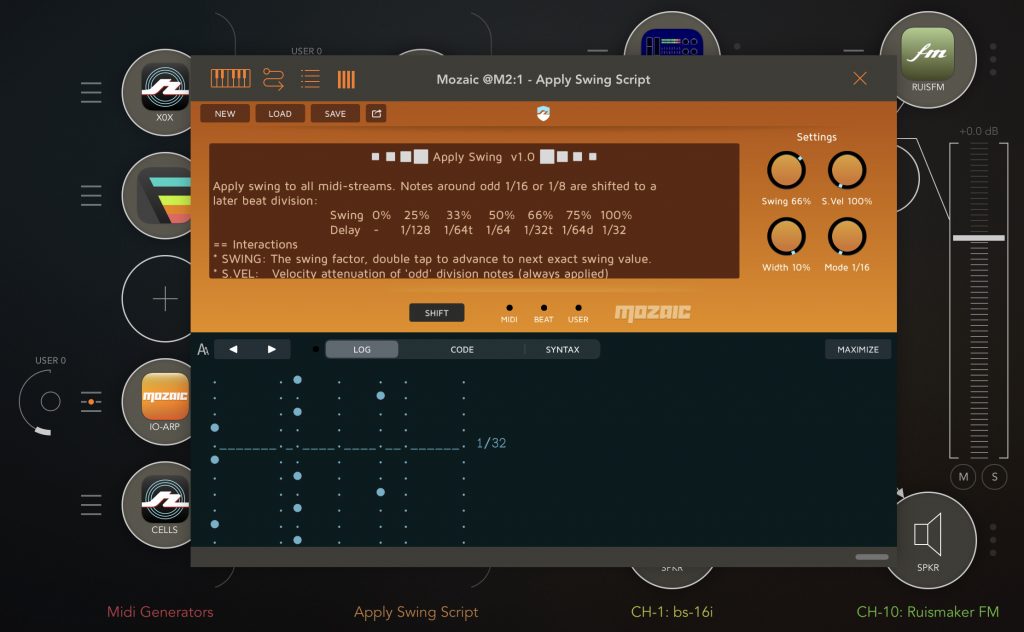 USER 0
Mozaic @M2:1 - Apply Swing Script
fm
RUISFM
X0X
NEW
LOAD
SAVE
Settings
+0.0 dB
Apply Swing v1.0
Apply swing to all midi-streams. Notes around odd 1/16 or 1/8 are shifted to a
later beat division:
Swing 0% 25% 33% 50% 66% 75% 100%
Delay - 1/128 1/64t 1/64 1/32t 1/64d 1/32
== Interactions
* SWING: The swing factor, double tap to advance to next exact swing value.
* S.VEL: Velocity attenuation of 'odd' division notes (always applied)
Swing 66%
S.Vel 100%
Width 10%
Mode 1/16
SHIFT
MIDI
BEAT
USER
mozaic
AA
LOG
CODE
SYNTAX
MAXIMIZE
USER 0
mozaic
IO-ARP
1/32
M
S
CELLS
SPKR
SPKR
Midi Generators
Apply Swing Script
CH-1: bs-16i
CH-10: Ruismaker FM